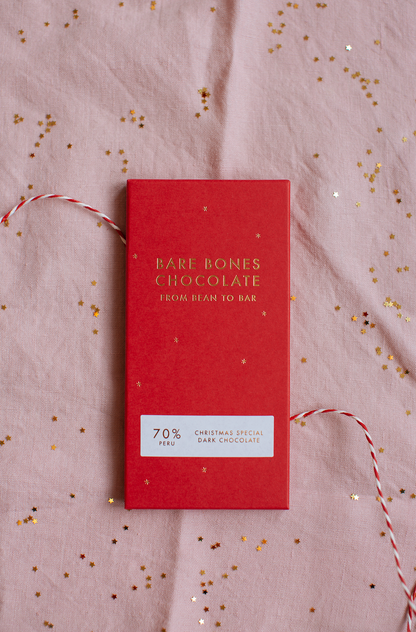 BARE BONES
CHOCOLATE
FROM BEAN TO BAR
70%
PERU
CHRISTMAS SPECIAL
DARK CHOCOLATE